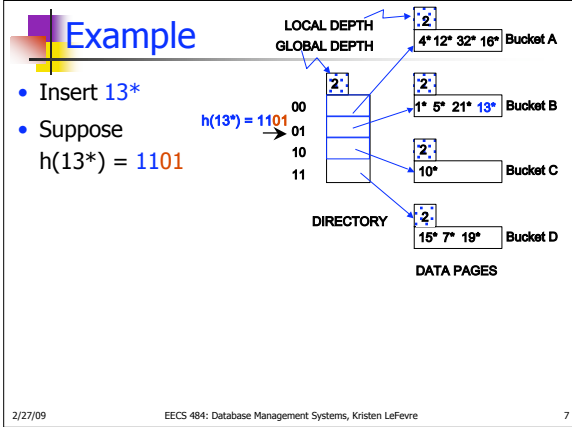 Example
• Insert 13*
• Suppose
h(13*) = 1101
LOCAL DEPTH
GLOBAL DEPTH
2
2
4* 12* 32* 16*
Bucket A
2
1* 5* 21* 13*
Bucket B
2
10*
Bucket C
2
15* 7* 19*
Bucket D
h(13*) = 1101
00
01
10
11
DIRECTORY
DATA PAGES
2/27/09
EECS 484: Database Management Systems, Kristen LeFevre
7